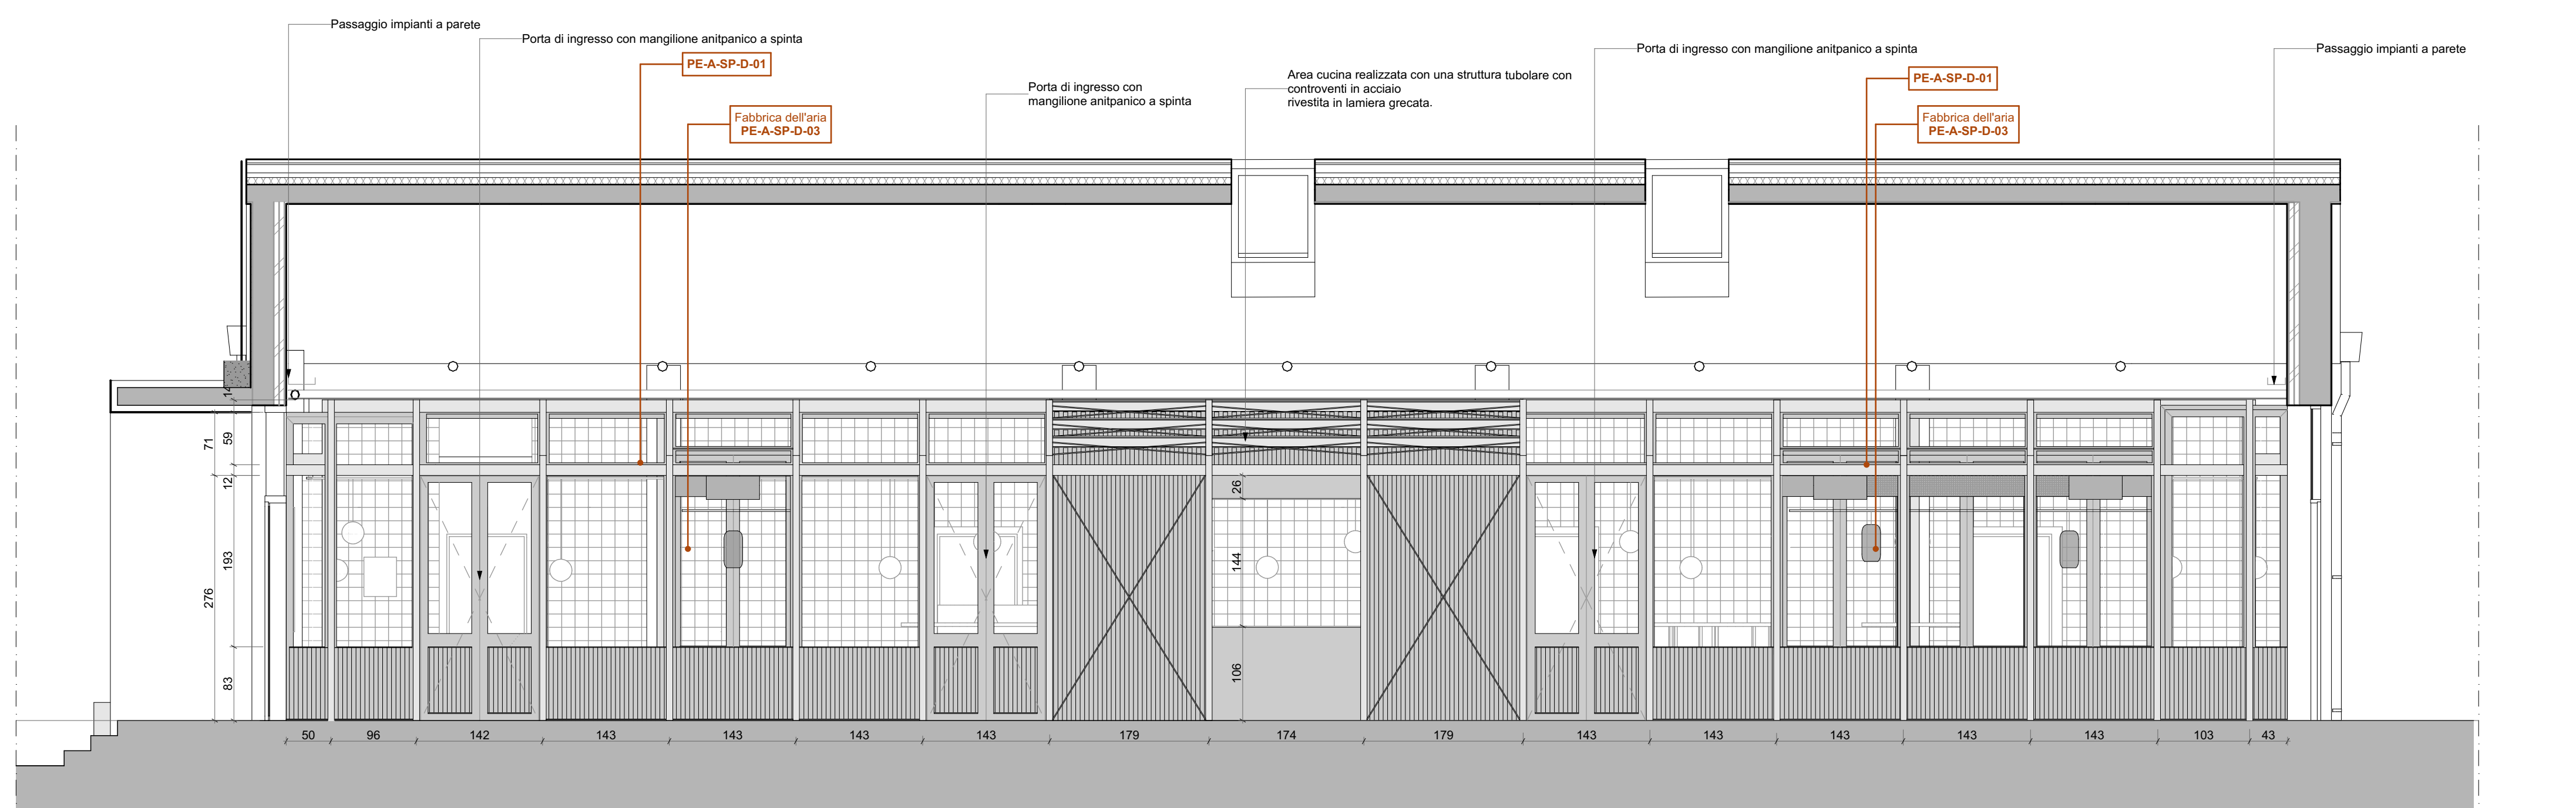 Passaggio impianti a parete
Porta di ingresso con mangilione anitpanico a spinta
PE-A-SP-D-01
Fabbrica dell'aria
PE-A-SP-D-03
Porta di ingresso con
mangilione anitpanico a spinta
Area cucina realizzata con una struttura tubolare con
controventi in acciaio
rivestita in lamiera grecata.
Porta di ingresso con mangilione anitpanico a spinta
PE-A-SP-D-01
Fabbrica dell'aria
PE-A-SP-D-03
Passaggio impianti a parete
14
71
59
12
193
276
83
26
144
106
50 96 142 143 143 143 143 179 174 179 143 143 143 143 143 103 43